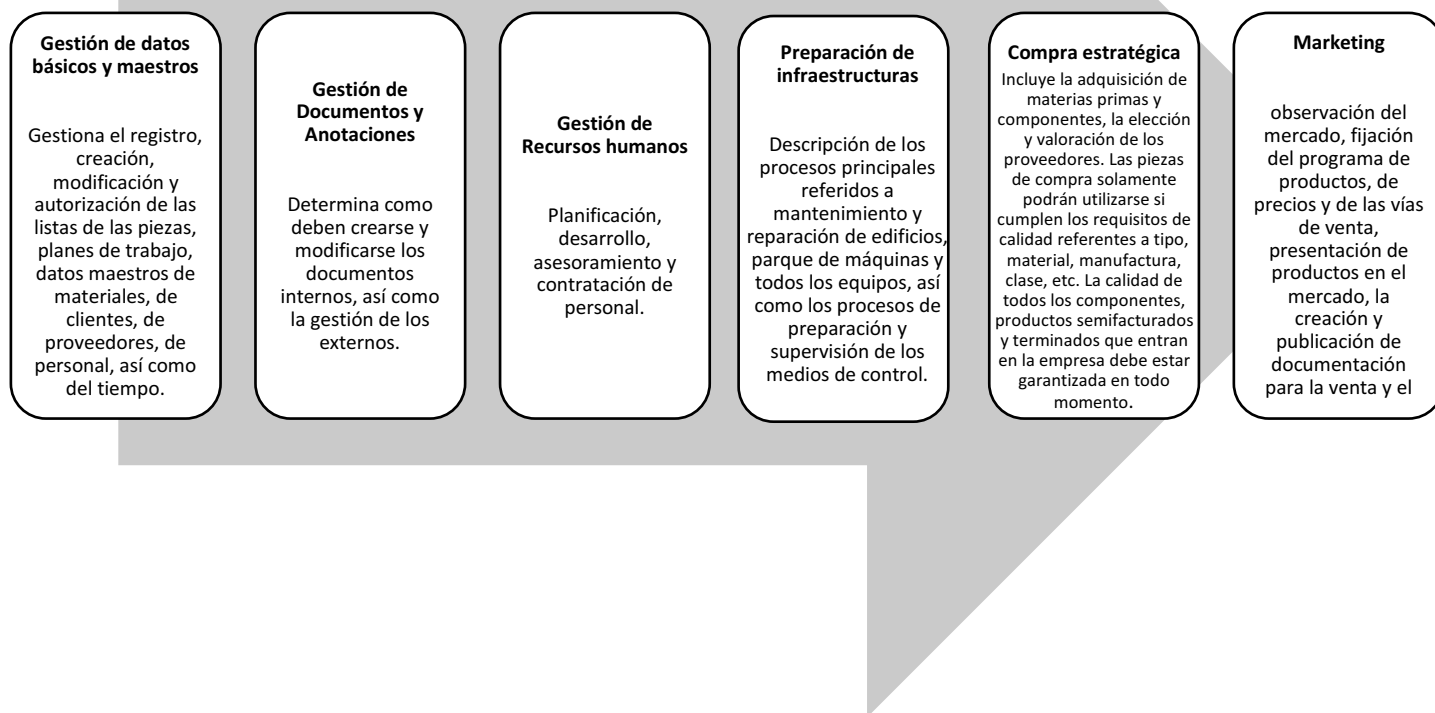 Gestión de datos
básicos y maestros
Gestiona el registro,
creación,
modificación y
autorización de las
listas de las piezas,
planes de trabajo,
datos maestros de
materiales, de
clientes, de
proveedores, de
personal, así como
del tiempo.
Gestión de
Documentos y
Anotaciones
Determina como
deben crearse y
modificarse los
documentos
internos, así como
la gestión de los
externos.
Gestión de
Recursos humanos
Planificación,
desarrollo,
asesoramiento y
contratación de
personal.
Preparación de
infraestructuras
Descripción de los
procesos principales
referidos a
mantenimiento y
reparación de edificios,
parque de máquinas y
todos los equipos, así
como los procesos de
preparación y
supervisión de los
medios de control.
Compra estratégica
Incluye la adquisición de
materias primas y
componentes, la elección
y valoración de los
proveedores. Las piezas
de compra solamente
podrán utilizarse si
cumplen los requisitos de
calidad referentes a tipo,
material, manufactura,
clase, etc. La calidad de
todos los componentes,
productos semifacturados
y terminados que entran
en la empresa debe estar
garantizada en todo
momento.
Marketing
observación del
mercado, fijación
del programa de
productos, de
precios y de las vías
de venta,
presentación de
productos en el
mercado, la
creación y
publicación de
documentación
para la venta y el